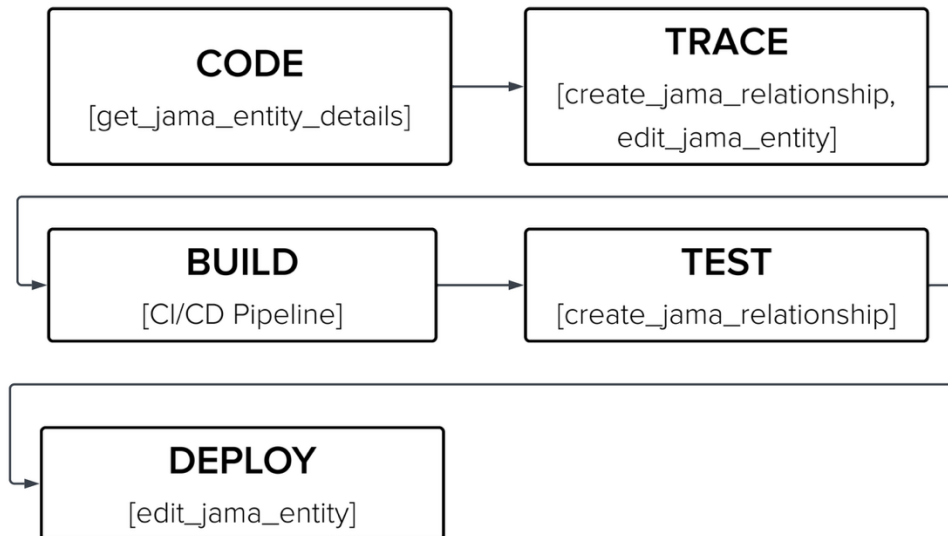 CODE
[get_jama_entity_details]
TRACE
[create_jama_relationship,
edit_jama_entity]
BUILD
[CI/CD Pipeline]
TEST
[create_jama_relationship]
DEPLOY
[edit_jama_entity]